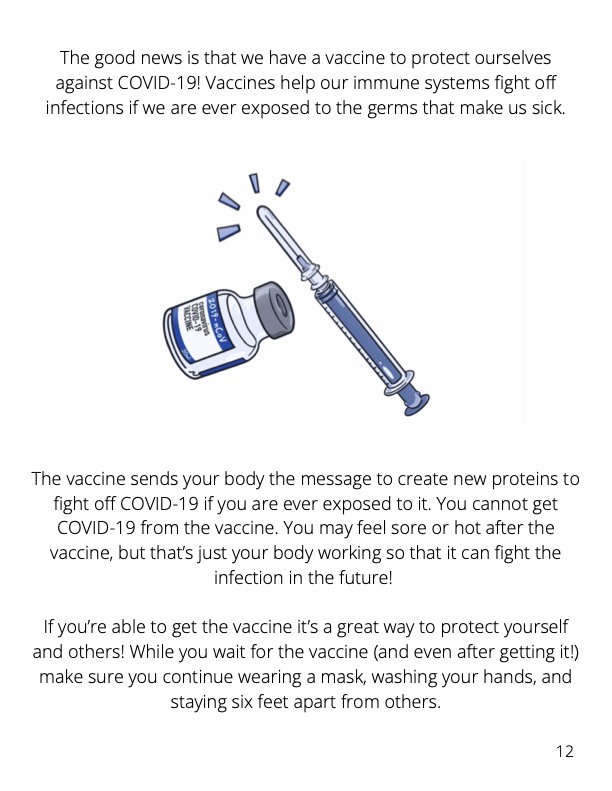 The good news is that we have a vaccine to protect ourselves
against COVID-19! Vaccines help our immune systems fight off
infections if we are ever exposed to the germs that make us sick.
2019-nCoV
coronavirus
COVID-19
VACCINE
The vaccine sends your body the message to create new proteins to
fight off COVID-19 if you are ever exposed to it. You cannot get
COVID-19 from the vaccine. You may feel sore or hot after the
vaccine, but that’s just your body working so that it can fight the
infection in the future!
If you’re able to get the vaccine it’s a great way to protect yourself
and others! While you wait for the vaccine (and even after getting it!)
make sure you continue wearing a mask, washing your hands, and
staying six feet apart from others.
12